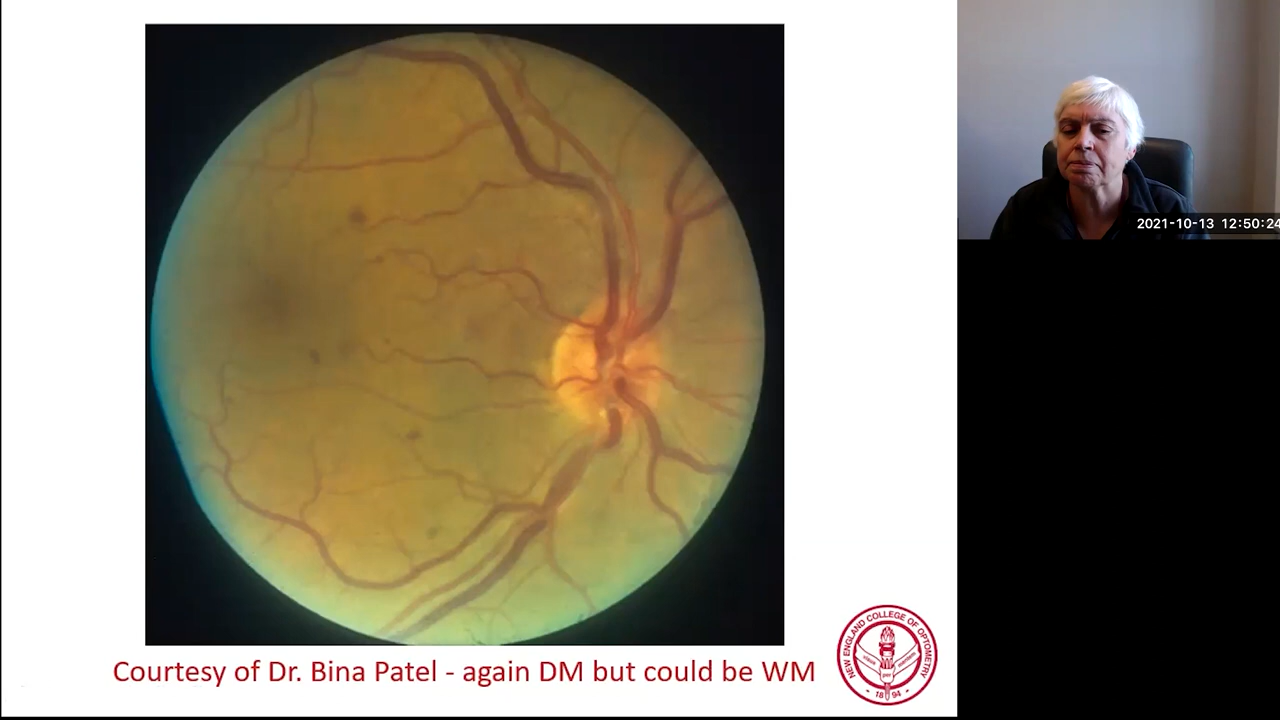 2021-10-13 12:50:24
Courtesy of Dr. Bina Patel - again DM but could be WM
NEW ENGLAND COLLEGE OF OPTOMETRY
1894